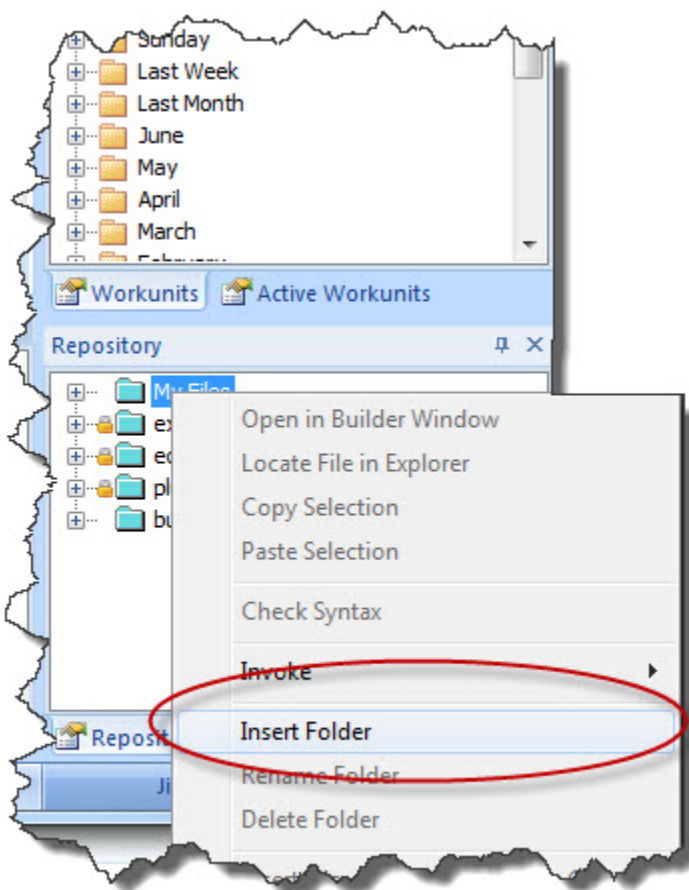 Sunday
Last Week
Last Month
June
May
April
March
February
Workunits Active Workunits
Repository
My Files
Open in Builder Window
Locate File in Explorer
Copy Selection
Paste Selection
Check Syntax
Invoke
Insert Folder
Rename Folder
Delete Folder